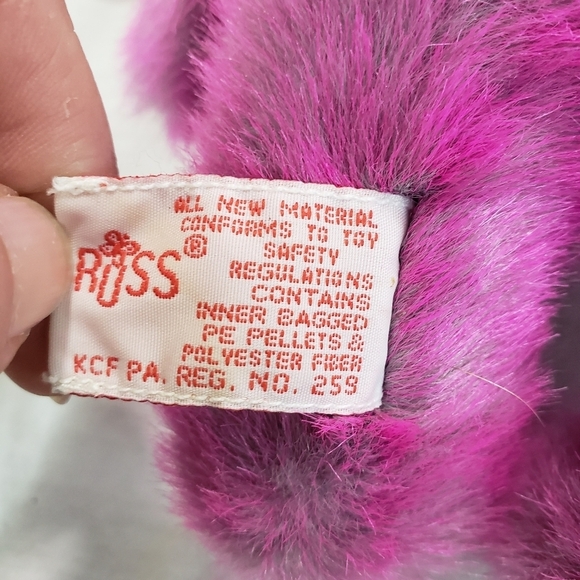 RUSS®
ALL NEW MATERIAL
CONFORMS TO TOY
SAFETY
REGULATIONS
CONTAINS
INNER BAGGED
PE PELLETS &
POLYESTER FIBER
KCF PA. REG. NO. 259